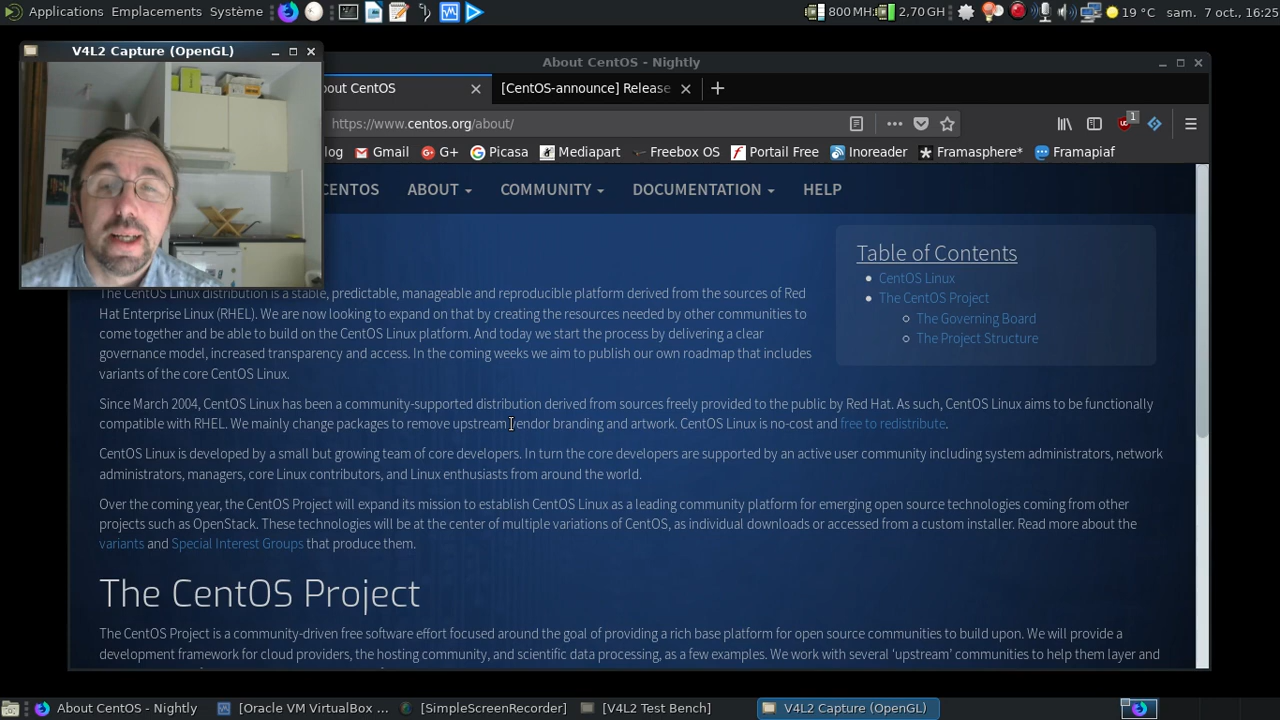 Applications Emplacements Système 800 MHz 2,70 GH 19 °C sam. 7 oct., 16:25
V4L2 Capture (OpenGL)
About CentOS - Nightly
bout CentOS
[CentOS-announce] Release
https://www.centos.org/about/
1
log Gmail G+ Picasa Mediapart Freebox OS Portail Free Inoreader Framasphere* Framapiaf
CENTOS ABOUT COMMUNITY DOCUMENTATION HELP
Table of Contents
CentOS Linux
The CentOS Project
The Governing Board
The Project Structure
The CentOS Linux distribution is a stable, predictable, manageable and reproducible platform derived from the sources of Red
Hat Enterprise Linux (RHEL). We are now looking to expand on that by creating the resources needed by other communities to
come together and be able to build on the CentOS Linux platform. And today we start the process by delivering a clear
governance model, increased transparency and access. In the coming weeks we aim to publish our own roadmap that includes
variants of the core CentOS Linux.
Since March 2004, CentOS Linux has been a community-supported distribution derived from sources freely provided to the public by Red Hat. As such, CentOS Linux aims to be functionally
compatible with RHEL. We mainly change packages to remove upstream vendor branding and artwork. CentOS Linux is no-cost and free to redistribute.
CentOS Linux is developed by a small but growing team of core developers. In turn the core developers are supported by an active user community including system administrators, network
administrators, managers, core Linux contributors, and Linux enthusiasts from around the world.
Over the coming year, the CentOS Project will expand its mission to establish CentOS Linux as a leading community platform for emerging open source technologies coming from other
projects such as OpenStack. These technologies will be at the center of multiple variations of CentOS, as individual downloads or accessed from a custom installer. Read more about the
variants and Special Interest Groups that produce them.
The CentOS Project
The CentOS Project is a community-driven free software effort focused around the goal of providing a rich base platform for open source communities to build upon. We will provide a
development framework for cloud providers, the hosting community, and scientific data processing, as a few examples. We work with several ‘upstream’ communities to help them layer and
About CentOS - Nightly [Oracle VM VirtualBox ... [SimpleScreenRecorder] [V4L2 Test Bench] V4L2 Capture (OpenGL)